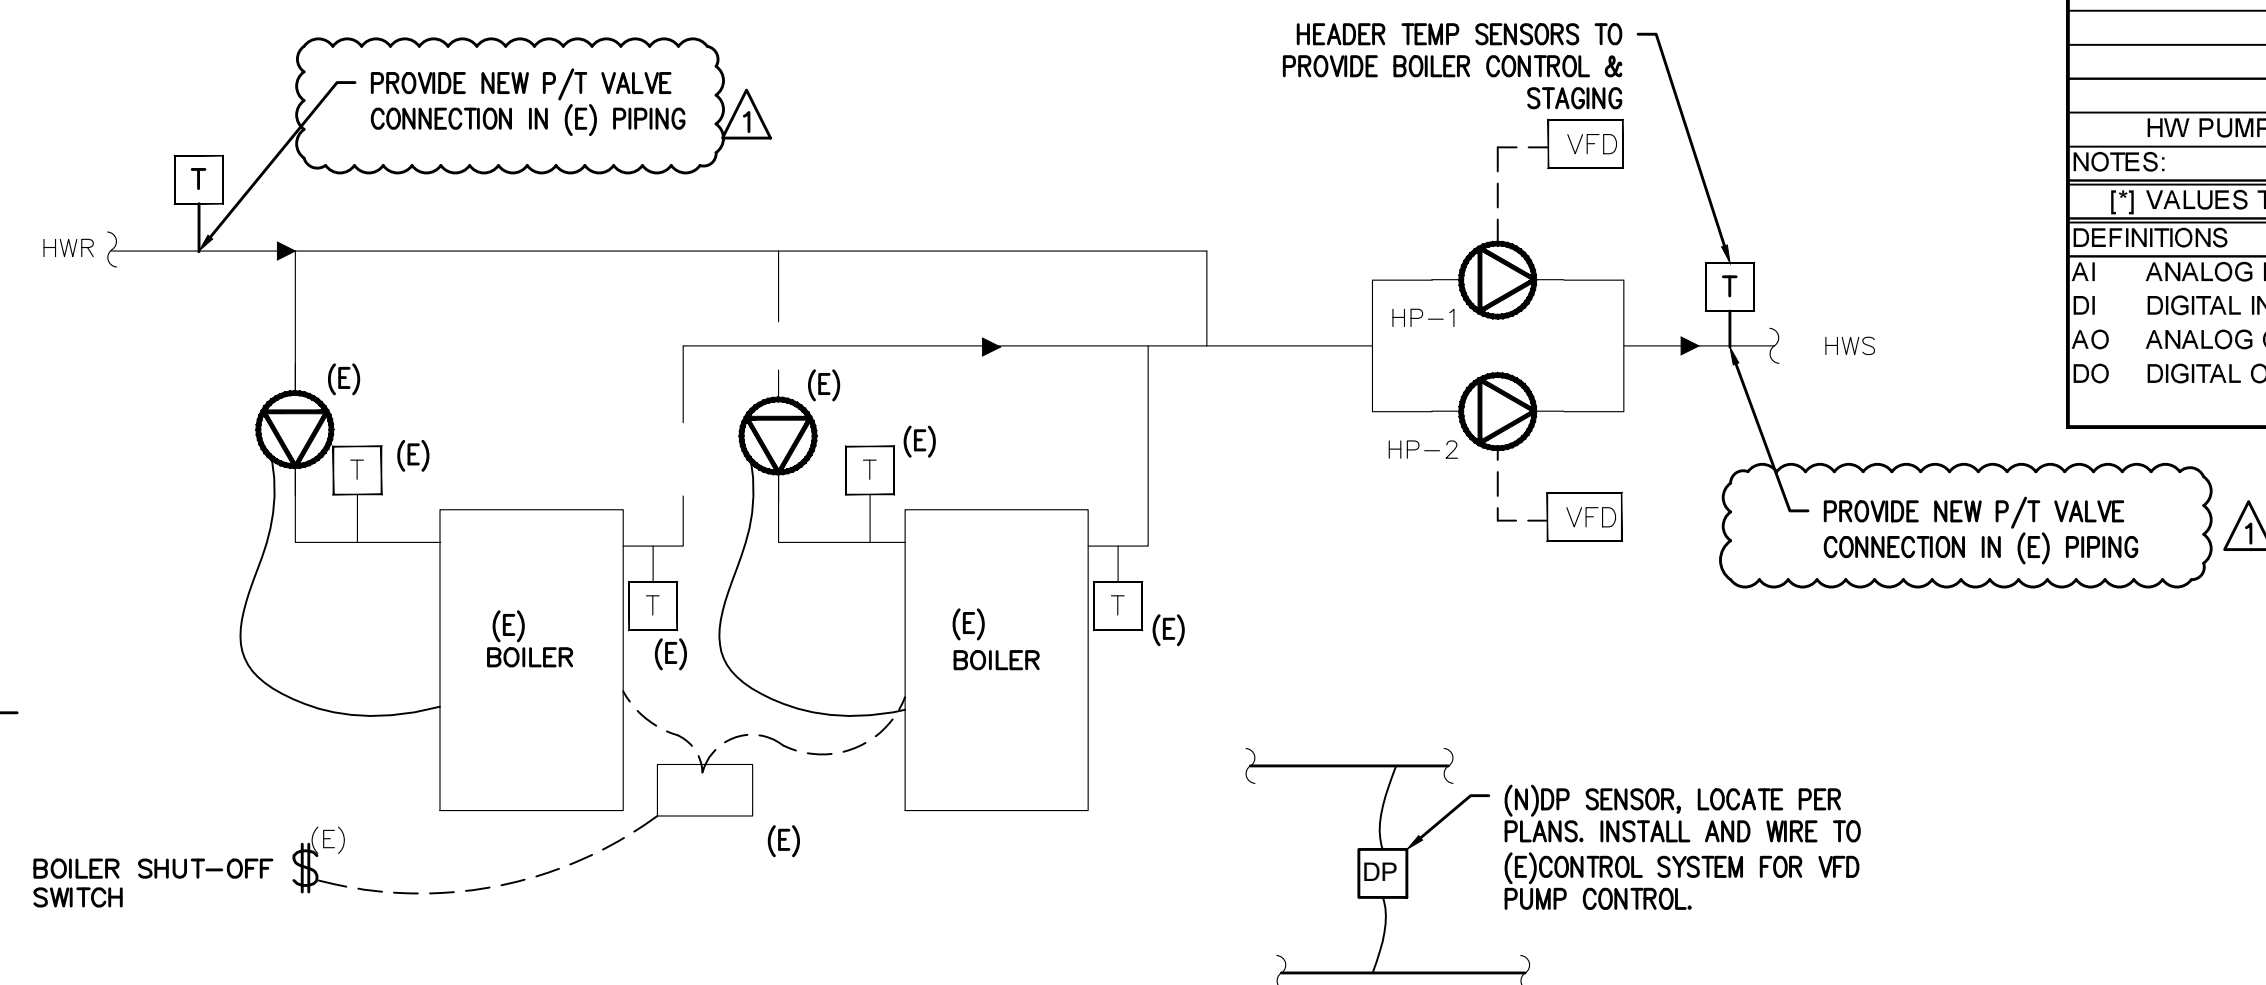 HEADER TEMP SENSORS TO
PROVIDE BOILER CONTROL &
STAGING
PROVIDE NEW P/T VALVE
CONNECTION IN (E) PIPING
1
VFD
T
HWR
HP-1
T
HWS
HP-2
(E)
(E)
T
(E)
T
(E)
VFD
PROVIDE NEW P/T VALVE
CONNECTION IN (E) PIPING
1
(E)
BOILER
T
(E)
(E)
BOILER
T
(E)
(E)
BOILER SHUT-OFF
SWITCH
$
(E)
DP
(N)DP SENSOR, LOCATE PER
PLANS. INSTALL AND WIRE TO
(E)CONTROL SYSTEM FOR VFD
PUMP CONTROL.
HW PUMP
NOTES:
[*] VALUES T
DEFINITIONS
AI ANALOG
DI DIGITAL IN
AO ANALOG
DO DIGITAL O